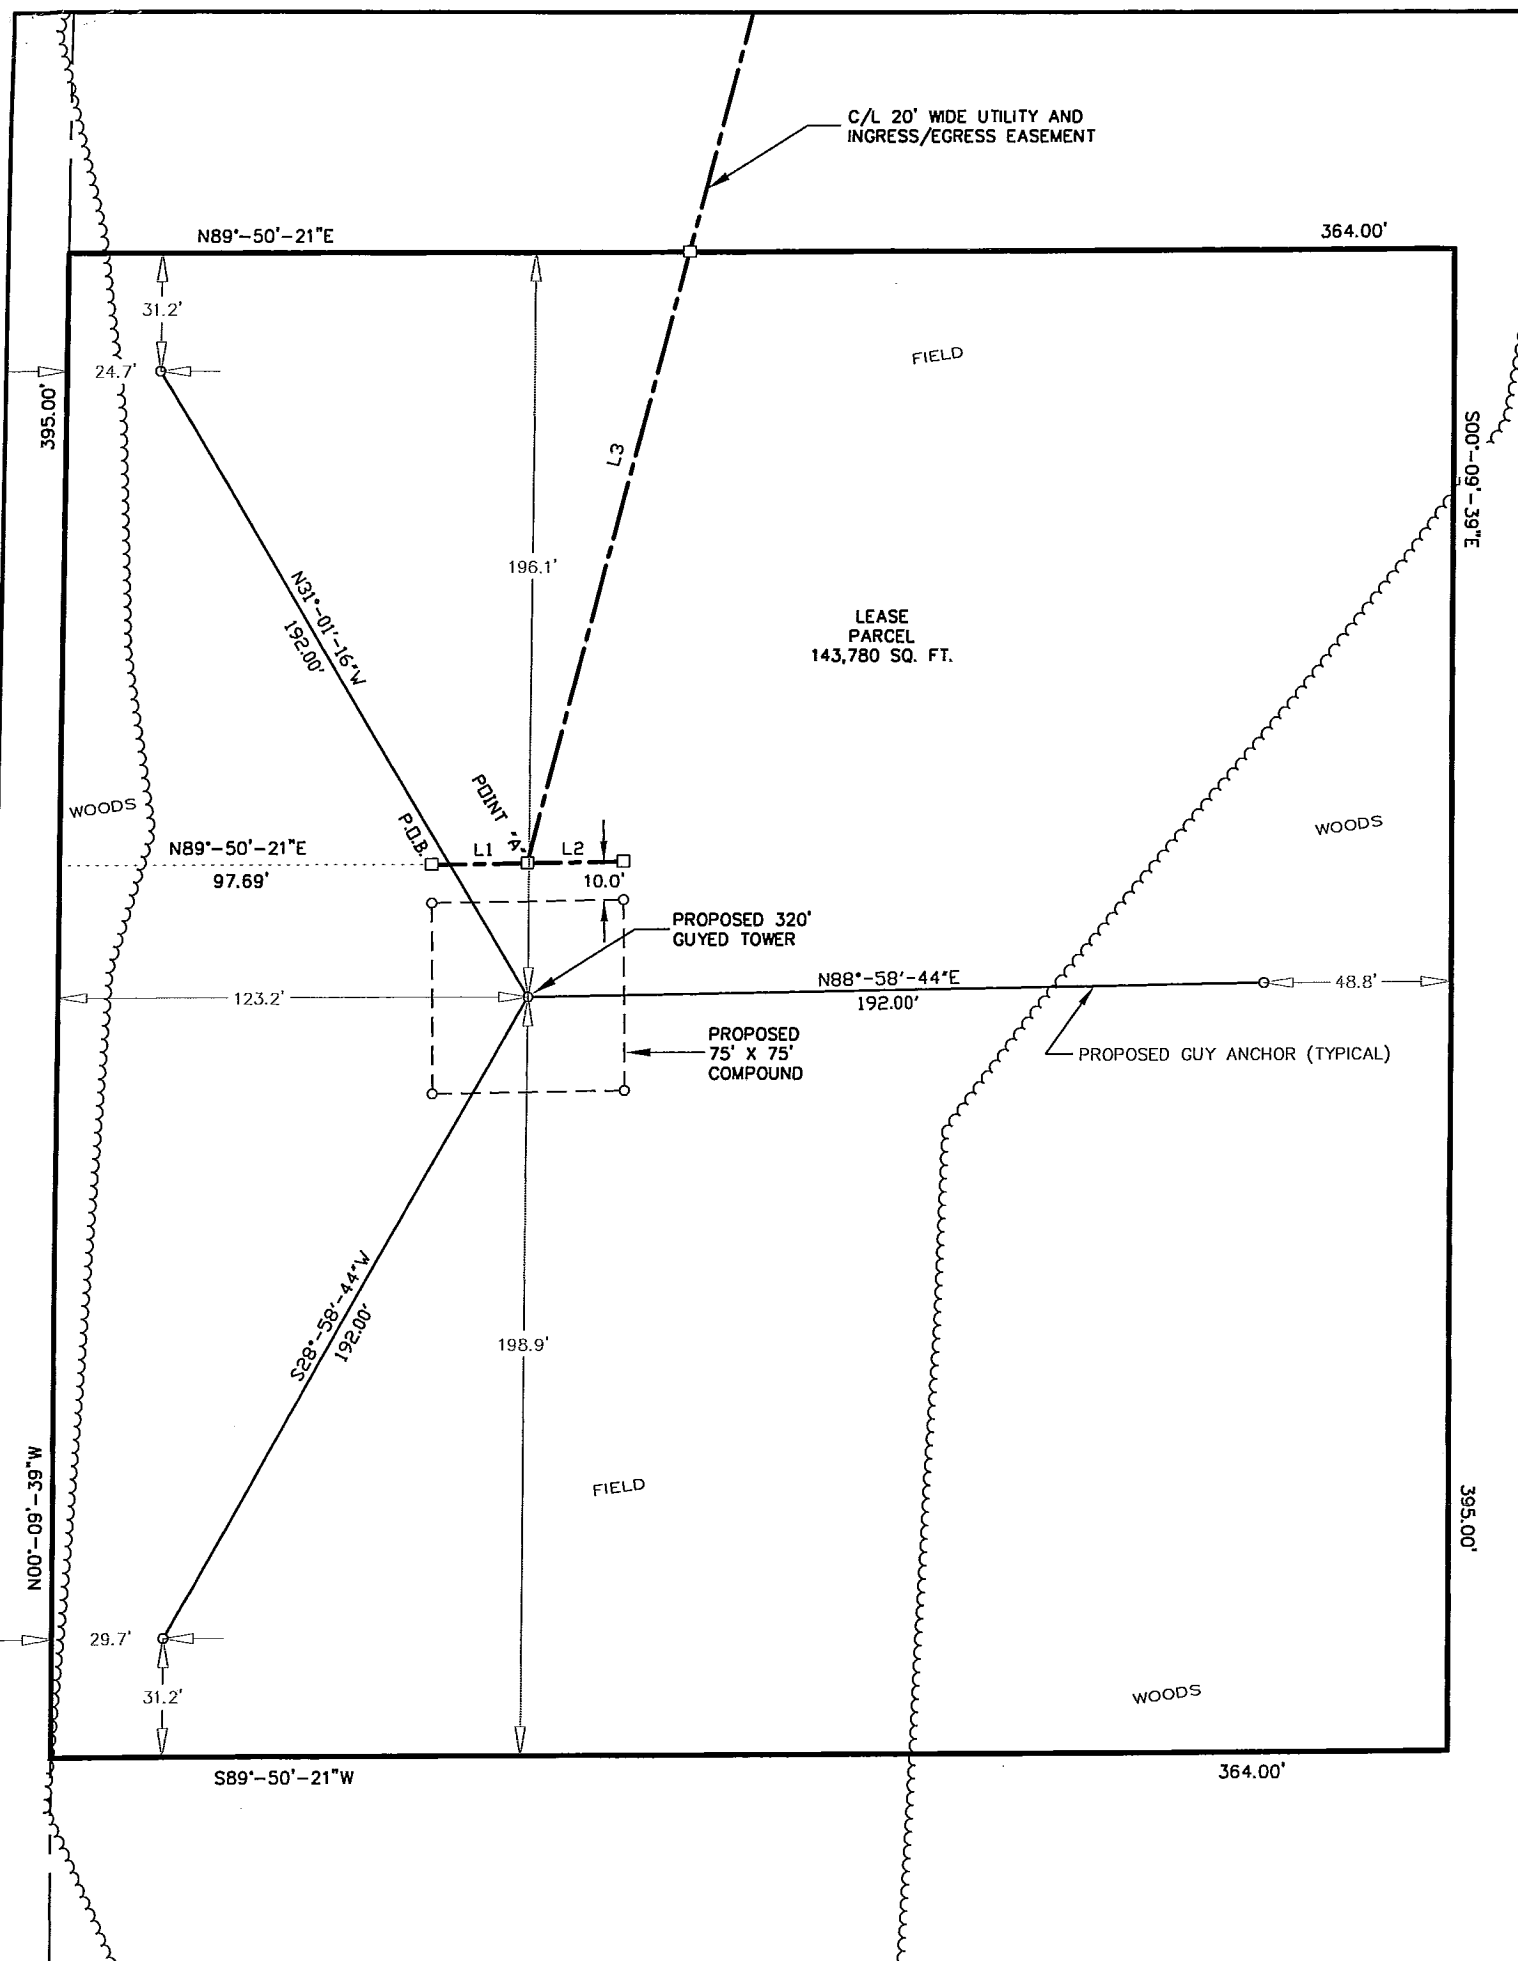 C/L 20' WIDE UTILITY AND
INGRESS/EGRESS EASEMENT
N89°-50'-21"E
364.00'
31.2'
24.7'
395.00'
FIELD
S00°-09'-39"E
L3
196.1'
N31°-01'-16"W
192.00'
LEASE
PARCEL
143,780 SQ. FT.
POINT "A"
P.O.B.
WOODS
WOODS
N89°-50'-21"E
97.69'
L1
L2
10.0'
PROPOSED 320'
GUYED TOWER
N88°-58'-44"E
192.00'
48.8'
123.2'
PROPOSED
75' X 75'
COMPOUND
PROPOSED GUY ANCHOR (TYPICAL)
S28°-58'-44"W
192.00'
198.9'
N00°-09'-39"W
FIELD
395.00'
29.7'
31.2'
WOODS
S89°-50'-21"W
364.00'